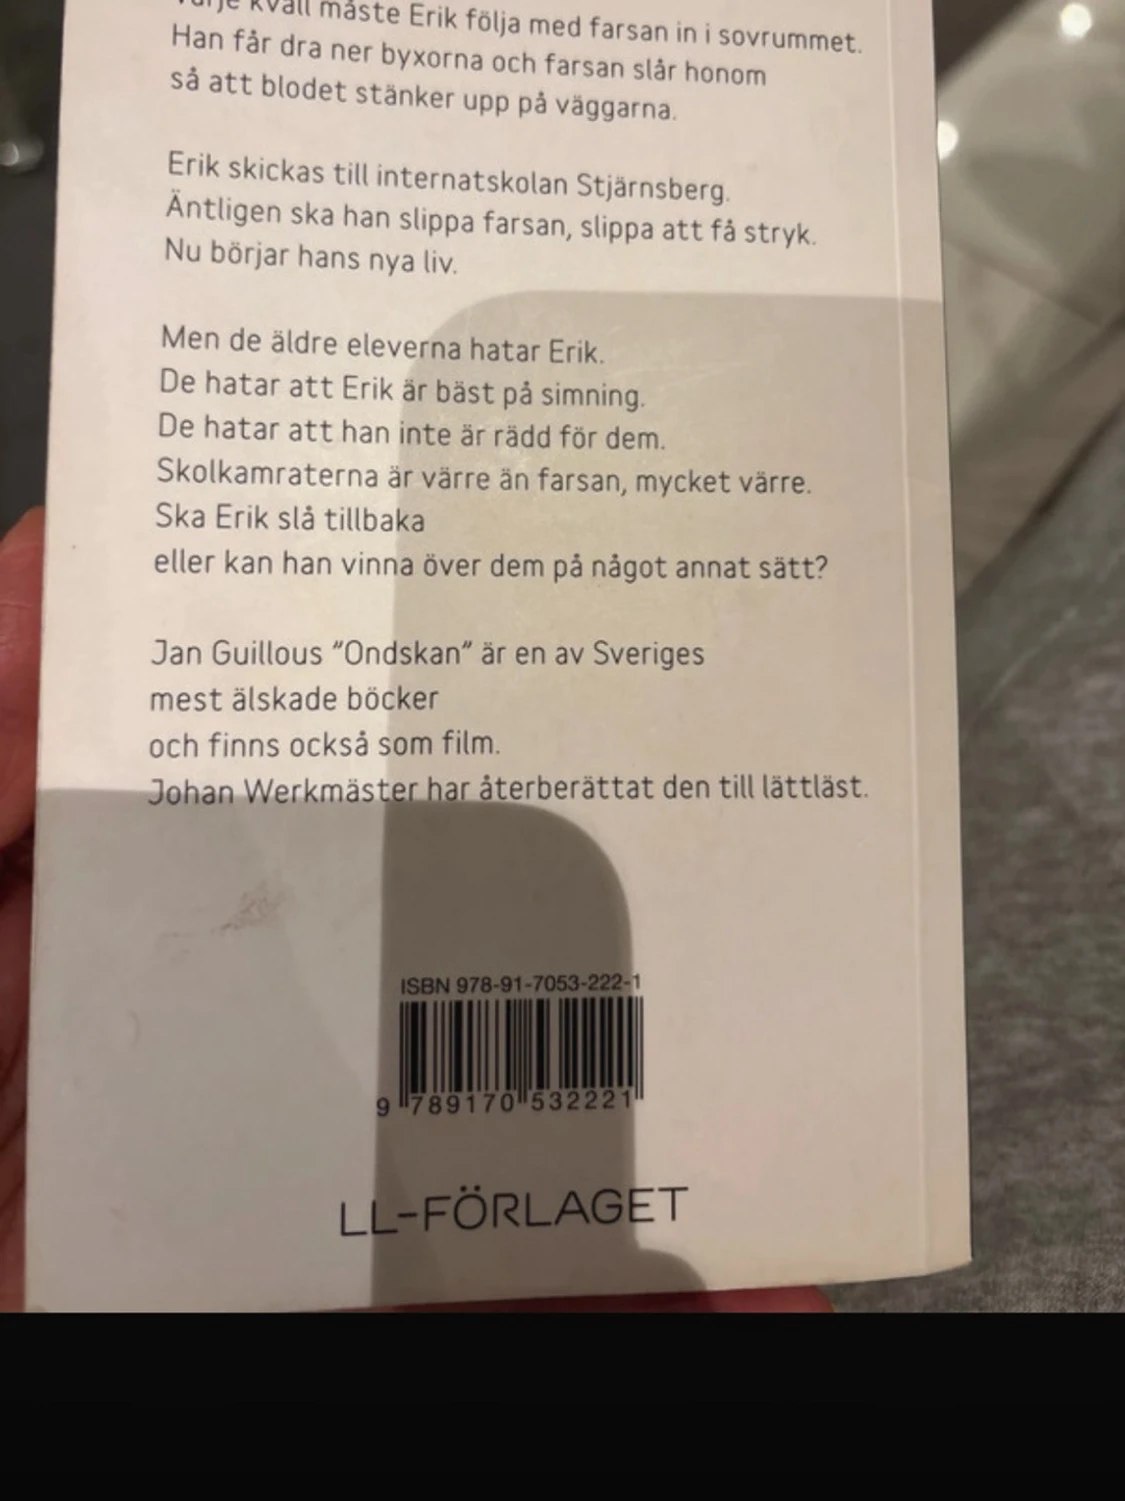 Varje kväll måste Erik följa med farsan in i sovrummet.
Han får dra ner byxorna och farsan slår honom
så att blodet stänker upp på väggarna.
Erik skickas till internatskolan Stjärnsberg.
Äntligen ska han slippa farsan, slippa att få stryk.
Nu börjar hans nya liv.
Men de äldre eleverna hatar Erik.
De hatar att Erik är bäst på simning.
De hatar att han inte är rädd för dem.
Skolkamraterna är värre än farsan, mycket värre.
Ska Erik slå tillbaka
eller kan han vinna över dem på något annat sätt?
Jan Guillous "Ondskan" är en av Sveriges
mest älskade böcker
och finns också som film.
Johan Werkmäster har återberättat den till lättläst.
ISBN 978-91-7053-222-1
9 789170 532221
LL-FÖRLAGET